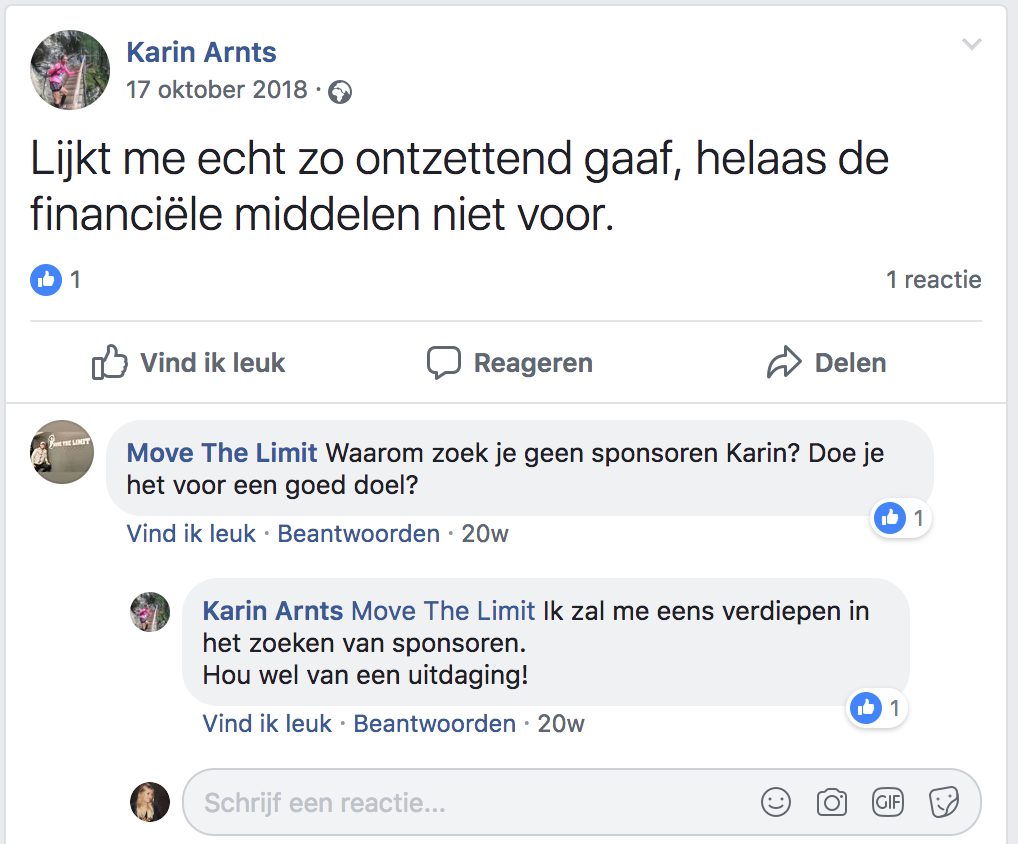 Karin Arnts
17 oktober 2018 ·
Lijkt me echt zo ontzettend gaaf, helaas de
financiële middelen niet voor.
1
1 reactie
Vind ik leuk
Reageren
Delen
MOVE THE LIMIT
Move The Limit Waarom zoek je geen sponsoren Karin? Doe je
het voor een goed doel?
1
Vind ik leuk · Beantwoorden · 20w
Karin Arnts Move The Limit Ik zal me eens verdiepen in
het zoeken van sponsoren.
Hou wel van een uitdaging!
1
Vind ik leuk · Beantwoorden · 20w
Schrijf een reactie...
GIF